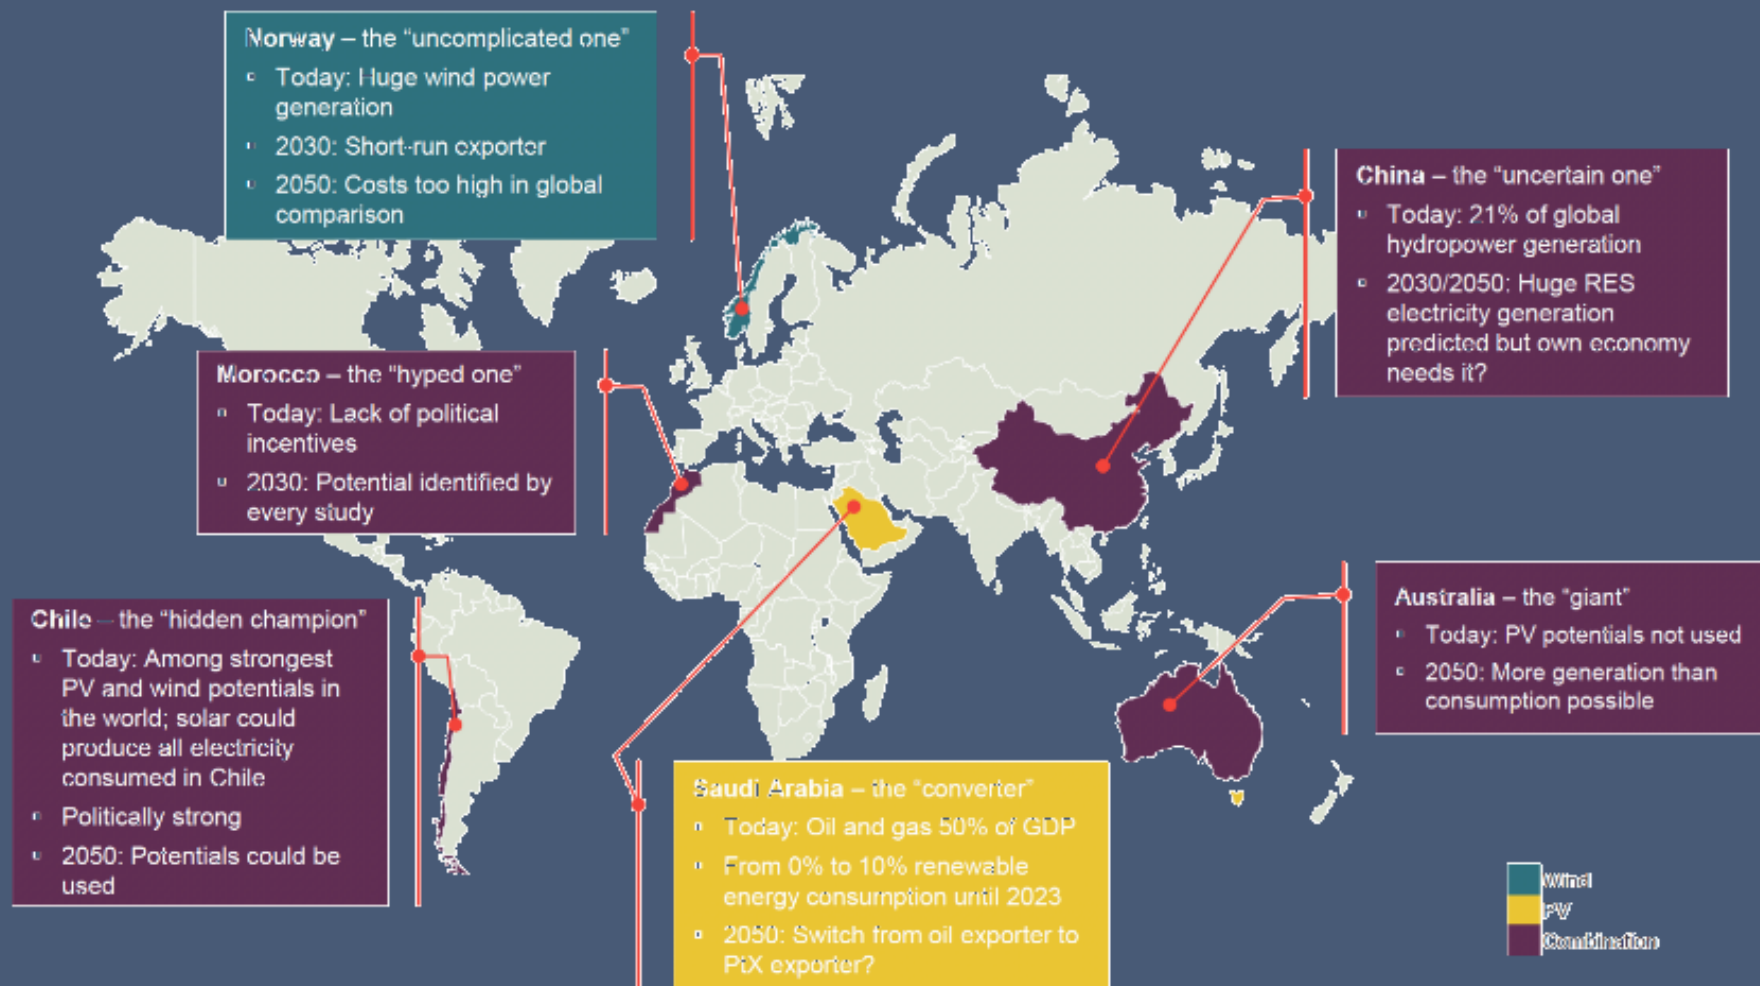 Norway – the “uncomplicated one”
▫ Today: Huge wind power
generation
▫ 2030: Short-run exporter
▫ 2050: Costs too high in global
comparison
China – the “uncertain one”
▫ Today: 21% of global
hydropower generation
▫ 2030/2050: Huge RES
electricity generation
predicted but own economy
needs it?
Morocco – the “hyped one”
▫ Today: Lack of political
incentives
▫ 2030: Potential identified by
every study
Chile – the “hidden champion”
▫ Today: Among strongest
PV and wind potentials in
the world; solar could
produce all electricity
consumed in Chile
▫ Politically strong
▫ 2050: Potentials could be
used
Australia – the “giant”
▫ Today: PV potentials not used
▫ 2050: More generation than
consumption possible
Saudi Arabia – the “converter”
▫ Today: Oil and gas 50% of GDP
▫ From 0% to 10% renewable
energy consumption until 2023
▫ 2050: Switch from oil exporter to
PtX exporter?
Wind
PV
Combination